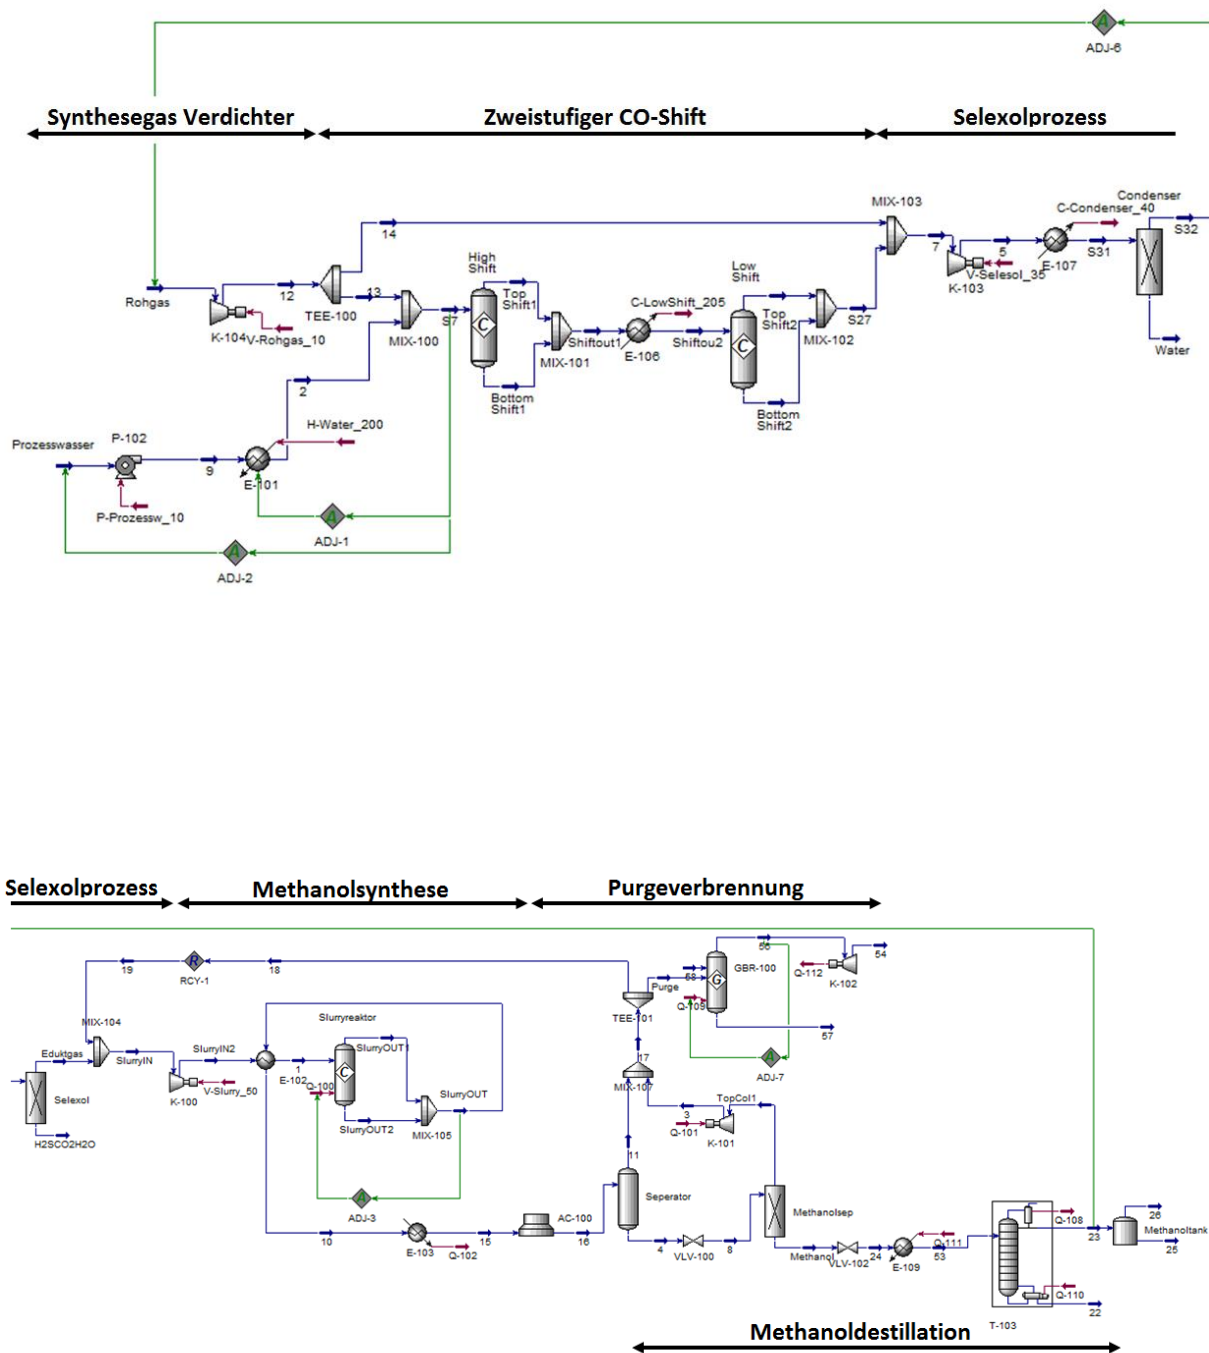 ADJ-6
Synthesegas Verdichter
Zweistufiger CO-Shift
Selexolprozess
MIX-103
Condenser
C-Condenser_40
S32
14
High
Shift
Top
Shift1
Low
Shift
Top
Shift2
7
5
S31
E-107
V-Selesol_35
K-103
Rohgas
12
13
TEE-100
K-104
V-Rohgas_10
MIX-100
S7
C
MIX-101
Shiftout1
C-LowShift_205
E-106
Shiftou2
C
MIX-102
S27
Water
2
Bottom
Shift1
Bottom
Shift2
H-Water_200
Prozesswasser
P-102
9
E-101
P-Prozessw_10
A
ADJ-1
A
ADJ-2
Selexolprozess
Methanolsynthese
Purgeverbrennung
19
R
RCY-1
18
56
54
GBR-100
Q-112
K-102
58
Purge
G
Q-109
TEE-101
57
MIX-104
Slurryreaktor
SlurryOUT1
Eduktgas
SlurryIN
SlurryIN2
1
E-102
Q-100
C
SlurryOUT
17
MIX-107
A
ADJ-7
TopCol1
3
Q-101
K-101
Selexol
K-100
V-Slurry_50
SlurryOUT2
MIX-105
H2SCO2H2O
11
Seperator
A
ADJ-3
AC-100
Methanolsep
10
E-103
15
Q-102
16
4
VLV-100
8
Methanol
VLV-102
24
E-109
Q-111
53
Q-108
23
26
Methanoltank
25
Q-110
22
T-103
Methanoldestillation